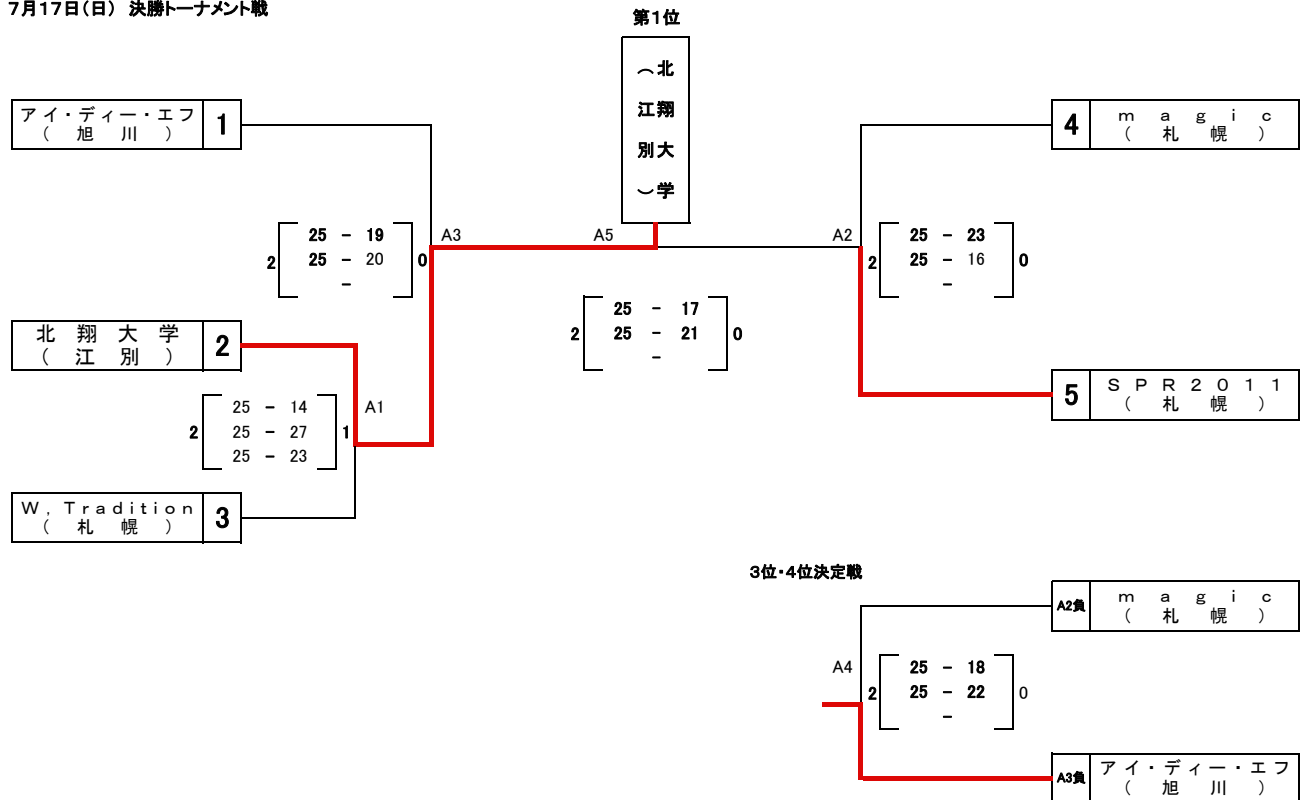 7月17日(日) 決勝トーナメント戦
第1位
北翔大学
(江別)
アイ・ディー・エフ
(旭川)
1
4
magic
(札幌)
A3
A5
A2
2
25 - 19
25 - 20
-
0
2
25 - 23
25 - 16
-
0
2
25 - 17
25 - 21
-
0
北翔大学
(江別)
2
5
SPR2011
(札幌)
A1
2
25 - 14
25 - 27
25 - 23
1
W,Tradition
(札幌)
3
3位・4位決定戦
A2負
magic
(札幌)
A4
2
25 - 18
25 - 22
-
0
A3負
アイ・ディー・エフ
(旭川)